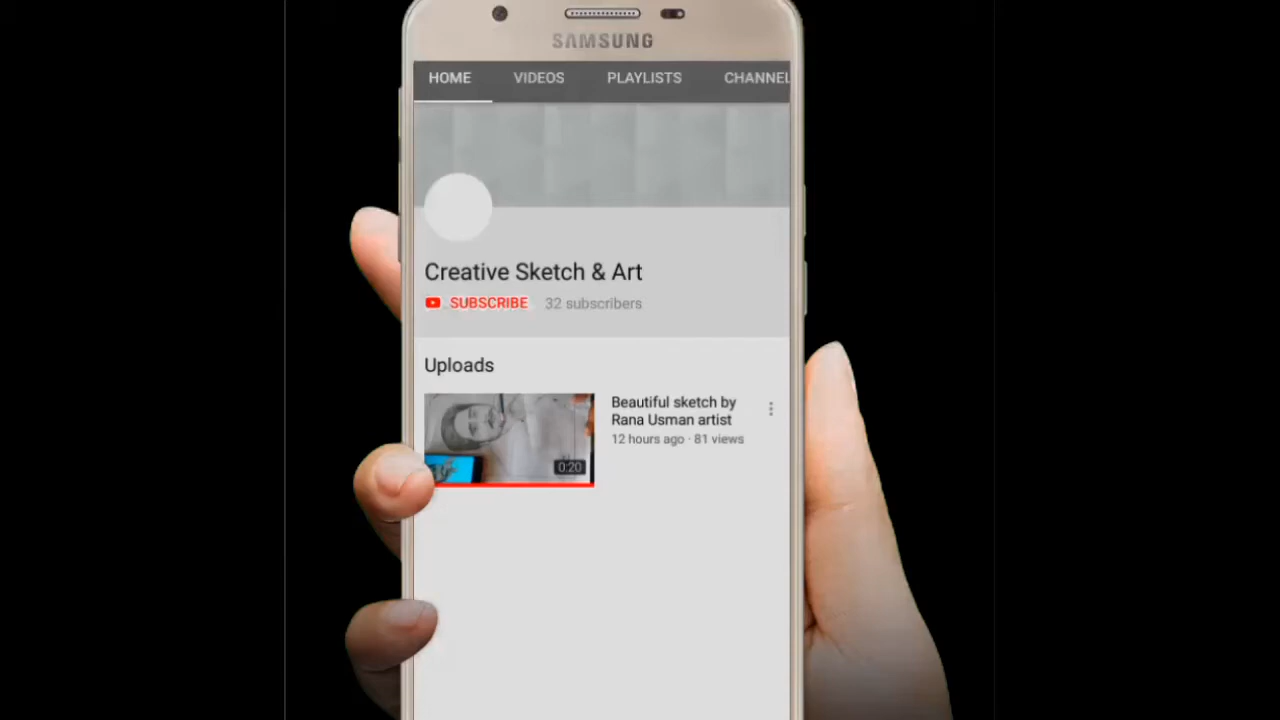 SAMSUNG
HOME VIDEOS PLAYLISTS CHANNEL
Creative Sketch & Art
SUBSCRIBE 32 subscribers
Uploads
Beautiful sketch by
Rana Usman artist
12 hours ago · 81 views
0:20